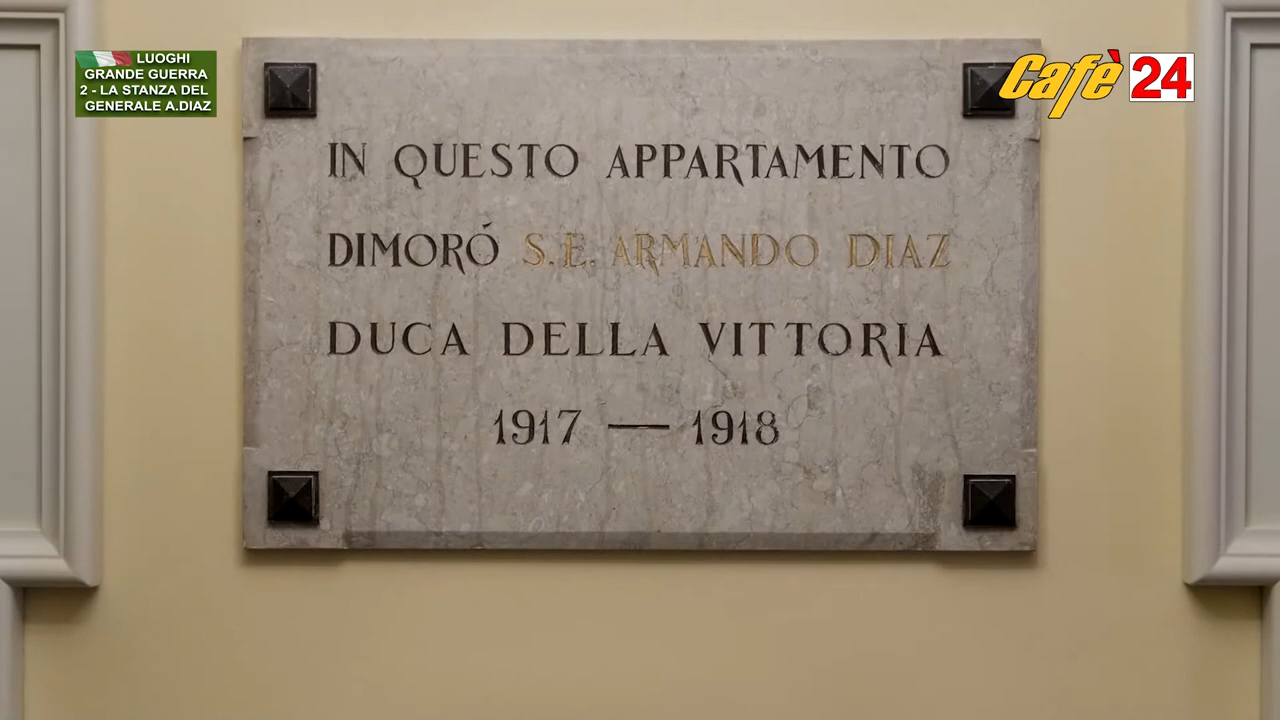 LUOGHI
GRANDE GUERRA
2 - LA STANZA DEL
GENERALE A.DIAZ
Cafè 24
IN QUESTO APPARTAMENTO
DIMORÓ S.E. ARMANDO DIAZ
DUCA DELLA VITTORIA
1917 — 1918